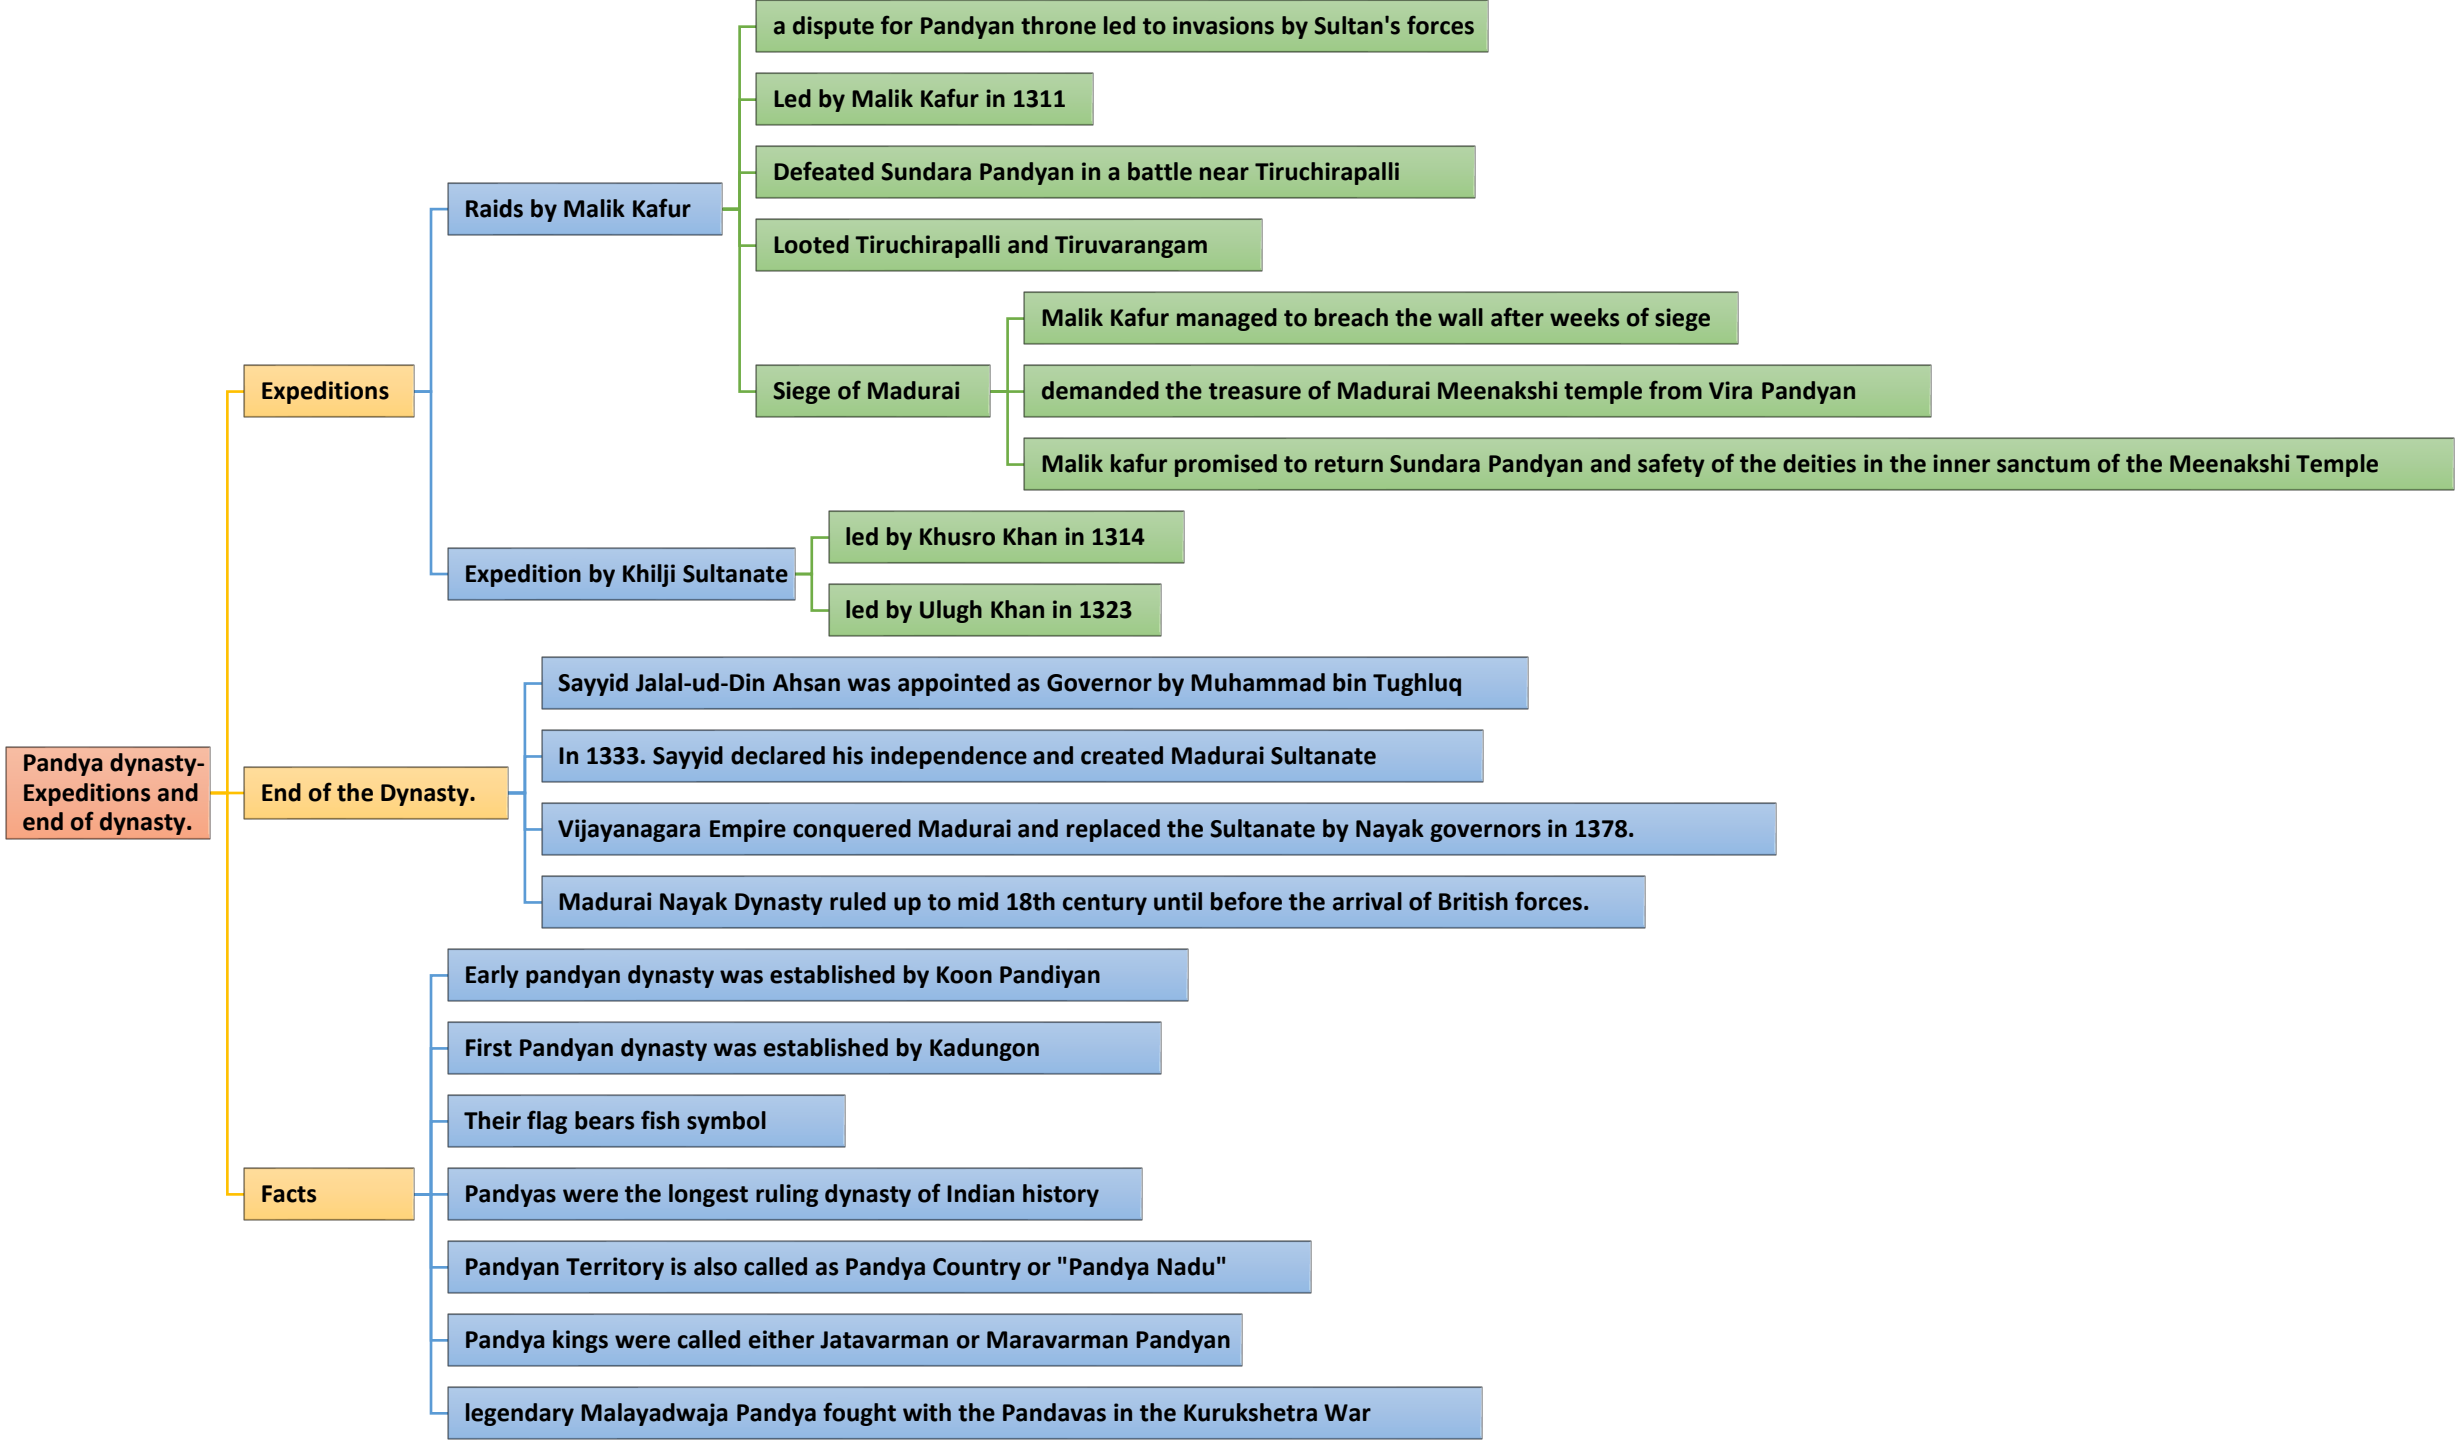 a dispute for Pandyan throne led to invasions by Sultan's forces
Led by Malik Kafur in 1311
Defeated Sundara Pandyan in a battle near Tiruchirapalli
Raids by Malik Kafur
Looted Tiruchirapalli and Tiruvarangam
Malik Kafur managed to breach the wall after weeks of siege
Expeditions
Siege of Madurai
demanded the treasure of Madurai Meenakshi temple from Vira Pandyan
Malik kafur promised to return Sundara Pandyan and safety of the deities in the inner sanctum of the Meenakshi Temple
led by Khusro Khan in 1314
Expedition by Khilji Sultanate
led by Ulugh Khan in 1323
Sayyid Jalal-ud-Din Ahsan was appointed as Governor by Muhammad bin Tughluq
In 1333. Sayyid declared his independence and created Madurai Sultanate
Pandya dynasty-
Expeditions and
end of dynasty.
End of the Dynasty.
Vijayanagara Empire conquered Madurai and replaced the Sultanate by Nayak governors in 1378.
Madurai Nayak Dynasty ruled up to mid 18th century until before the arrival of British forces.
Early pandyan dynasty was established by Koon Pandiyan
First Pandyan dynasty was established by Kadungon
Their flag bears fish symbol
Facts
Pandyas were the longest ruling dynasty of Indian history
Pandyan Territory is also called as Pandya Country or "Pandya Nadu"
Pandya kings were called either Jatavarman or Maravarman Pandyan
legendary Malayadwaja Pandya fought with the Pandavas in the Kurukshetra War